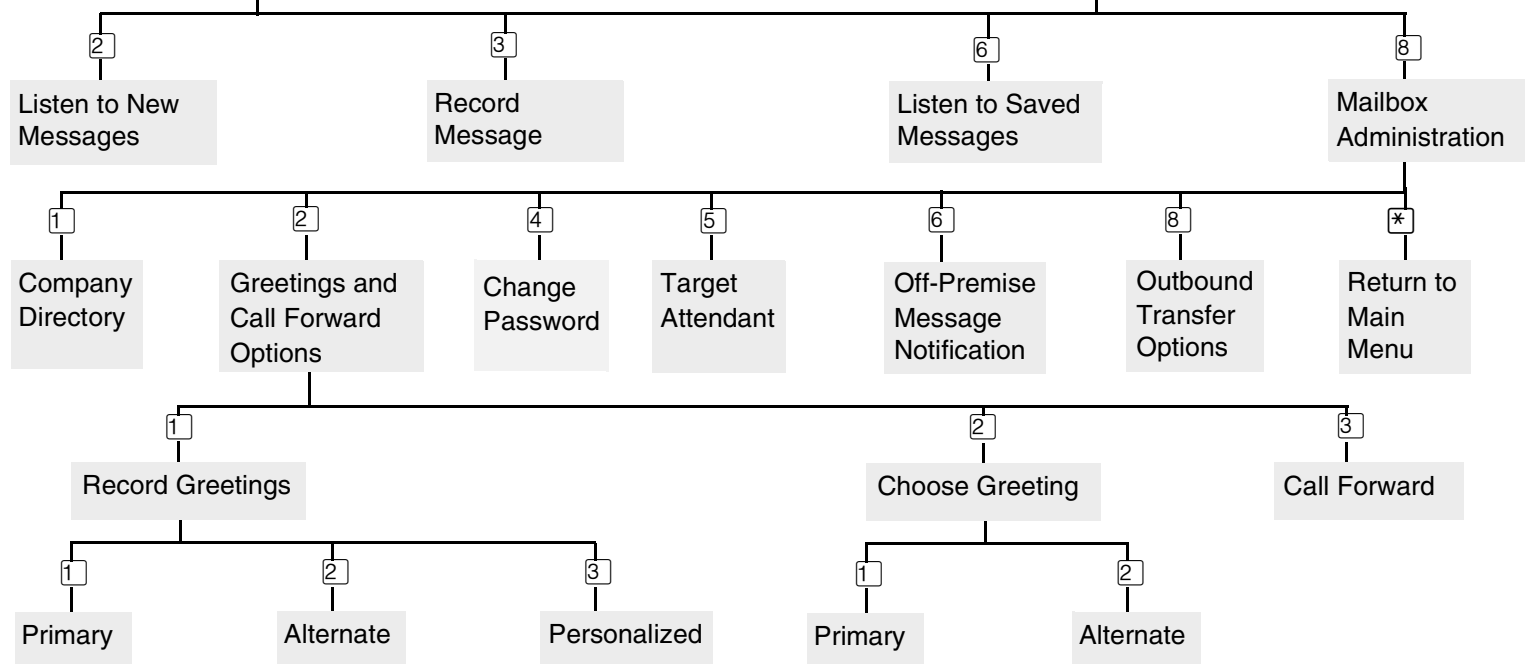 2
3
6
8
Listen to New
Messages
Record
Message
Listen to Saved
Messages
Mailbox
Administration
1
2
4
5
6
8
*
Company
Directory
Greetings and
Call Forward
Options
Change
Password
Target
Attendant
Off-Premise
Message
Notification
Outbound
Transfer
Options
Return to
Main
Menu
1
2
3
Record Greetings
Choose Greeting
Call Forward
1
2
3
1
2
Primary
Alternate
Personalized
Primary
Alternate